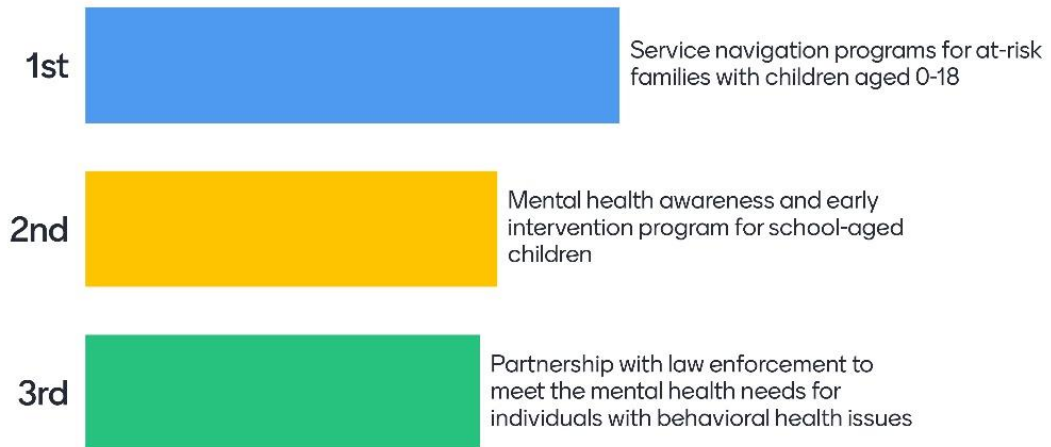 1st
Service navigation programs for at-risk
families with children aged 0-18
2nd
Mental health awareness and early
intervention program for school-aged
children
3rd
Partnership with law enforcement to
meet the mental health needs for
individuals with behavioral health issues